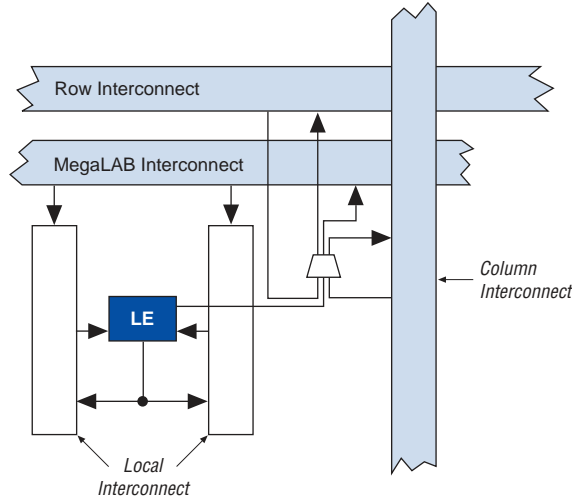 Row Interconnect
MegaLAB Interconnect
Column
Interconnect
LE
Local
Interconnect